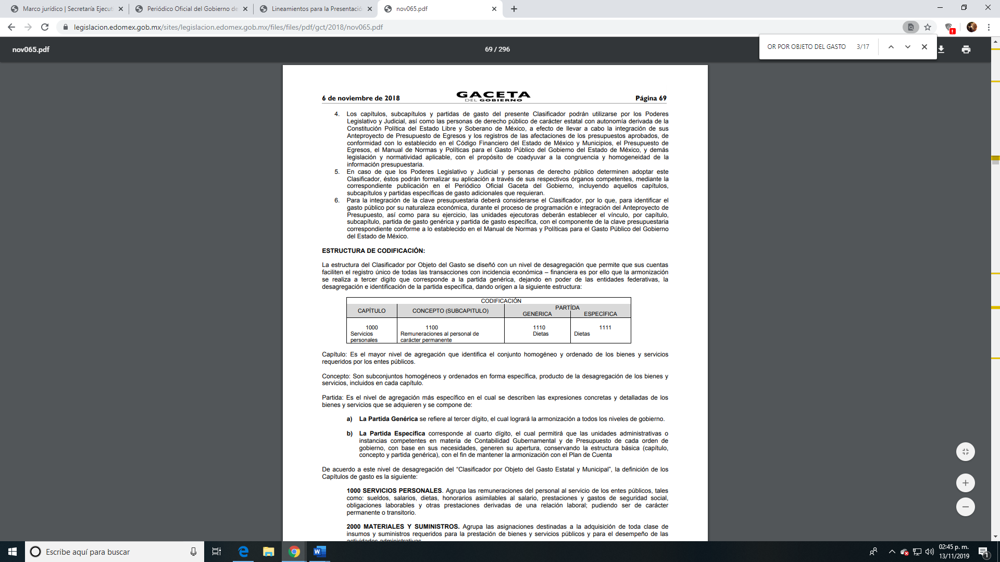 Marco jurídico | Secretaría Ejecuti
Periódico Oficial del Gobierno de
Lineamientos para la Presentació
nov065.pdf
legislacion.edomex.gob.mx/sites/legislacion.edomex.gob.mx/files/files/pdf/gct/2018/nov065.pdf
nov065.pdf
69 / 296
OR POR OBJETO DEL GASTO 3/17
6 de noviembre de 2018
GACETA
DEL GOBIERNO
Página 69
4. Los capítulos, subcapítulos y partidas de gasto del presente Clasificador podrán utilizarse por los Poderes
Legislativo y Judicial, así como las personas de derecho público de carácter estatal con autonomía derivada de la
Constitución Política del Estado Libre y Soberano de México, a efecto de llevar a cabo la integración de sus
Anteproyecto de Presupuesto de Egresos y los registros de las afectaciones de los presupuestos aprobados, de
conformidad con lo establecido en el Código Financiero del Estado de México y Municipios, el Presupuesto de
Egresos, el Manual de Normas y Políticas para el Gasto Público del Gobierno del Estado de México, y demás
legislación y normatividad aplicable, con el propósito de coadyuvar a la congruencia y homogeneidad de la
información presupuestaria.
5. En caso de que los Poderes Legislativo y Judicial y personas de derecho público determinen adoptar este
Clasificador, éstos podrán formalizar su aplicación a través de sus respectivos órganos competentes, mediante la
correspondiente publicación en el Periódico Oficial Gaceta del Gobierno, incluyendo aquellos capítulos,
subcapítulos y partidas específicas de gasto adicionales que requieran.
6. Para la integración de la clave presupuestaria deberá considerarse el Clasificador, por lo que, para identificar el
gasto público por su naturaleza económica, durante el proceso de programación e integración del Anteproyecto de
Presupuesto, así como para su ejercicio, las unidades ejecutoras deberán establecer el vínculo, por capítulo,
subcapítulo, partida de gasto genérica y partida de gasto específica, con el componente de la clave presupuestaria
correspondiente conforme a lo establecido en el Manual de Normas y Políticas para el Gasto Público del Gobierno
del Estado de México.
ESTRUCTURA DE CODIFICACIÓN:
La estructura del Clasificador por Objeto del Gasto se diseñó con un nivel de desagregación que permite que sus cuentas
faciliten el registro único de todas las transacciones con incidencia económica – financiera es por ello que la armonización
se realiza a tercer digito que corresponde a la partida genérica, dejando en poder de las entidades federativas, la
desagregación e identificación de la partida específica, dando origen a la siguiente estructura:
CODIFICACIÓN
CAPÍTULO CONCEPTO (SUBCAPITULO) PARTÍDA
GENÉRICA ESPECÍFICA
1000 1100 1110 1111
Servicios Remuneraciones al personal de Dietas Dietas
personales carácter permanente
Capítulo: Es el mayor nivel de agregación que identifica el conjunto homogéneo y ordenado de los bienes y servicios
requeridos por los entes públicos.
Concepto: Son subconjuntos homogéneos y ordenados en forma específica, producto de la desagregación de los bienes y
servicios, incluidos en cada capítulo.
Partida: Es el nivel de agregación más específico en el cual se describen las expresiones concretas y detalladas de los
bienes y servicios que se adquieren y se compone de:
a) La Partida Genérica se refiere al tercer dígito, el cual logrará la armonización a todos los niveles de gobierno.
b) La Partida Específica corresponde al cuarto dígito, el cual permitirá que las unidades administrativas o
instancias competentes en materia de Contabilidad Gubernamental y de Presupuesto de cada orden de
gobierno, con base en sus necesidades, generen su apertura, conservando la estructura básica (capítulo,
concepto y partida genérica), con el fin de mantener la armonización con el Plan de Cuenta
De acuerdo a este nivel de desagregación del “Clasificador por Objeto del Gasto Estatal y Municipal”, la definición de los
Capítulos de gasto es la siguiente:
1000 SERVICIOS PERSONALES. Agrupa las remuneraciones del personal al servicio de los entes públicos, tales
como: sueldos, salarios, dietas, honorarios asimilables al salario, prestaciones y gastos de seguridad social,
obligaciones laborables y otras prestaciones derivadas de una relación laboral; pudiendo ser de carácter
permanente o transitorio.
2000 MATERIALES Y SUMINISTROS. Agrupa las asignaciones destinadas a la adquisición de toda clase de
insumos y suministros requeridos para la prestación de bienes y servicios públicos y para el desempeño de las
actividades administrativas.
Escribe aquí para buscar
02:45 p. m.
13/11/2019
1